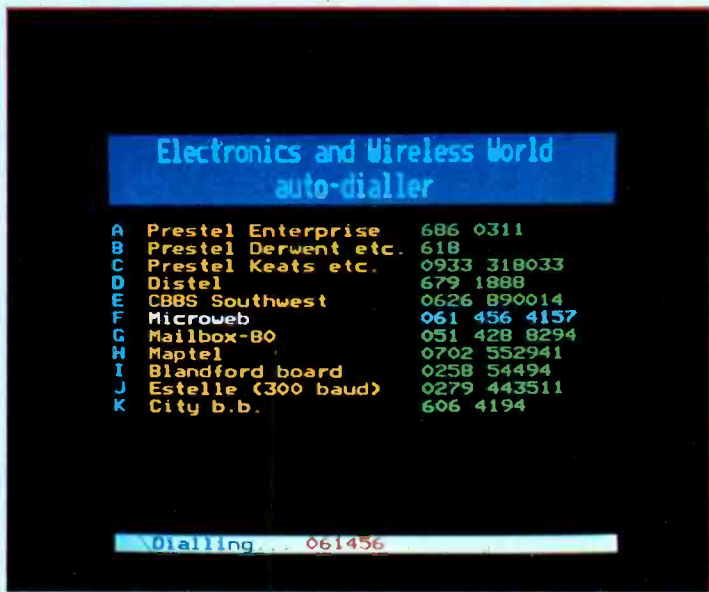 Electronics and Wireless World
auto-dialler
A Prestel Enterprise 686 0311
B Prestel Derwent etc. 618
C Prestel Keats etc. 0933 318033
D Distel 679 1888
E CBBS Southwest 0626 890014
F Microweb 061 456 4157
G Mailbox-80 051 428 8294
H Maptel 0702 552941
I Blandford board 0258 54494
J Estelle (300 baud) 0279 443511
K City b.b. 606 4194
Dialling... 061456